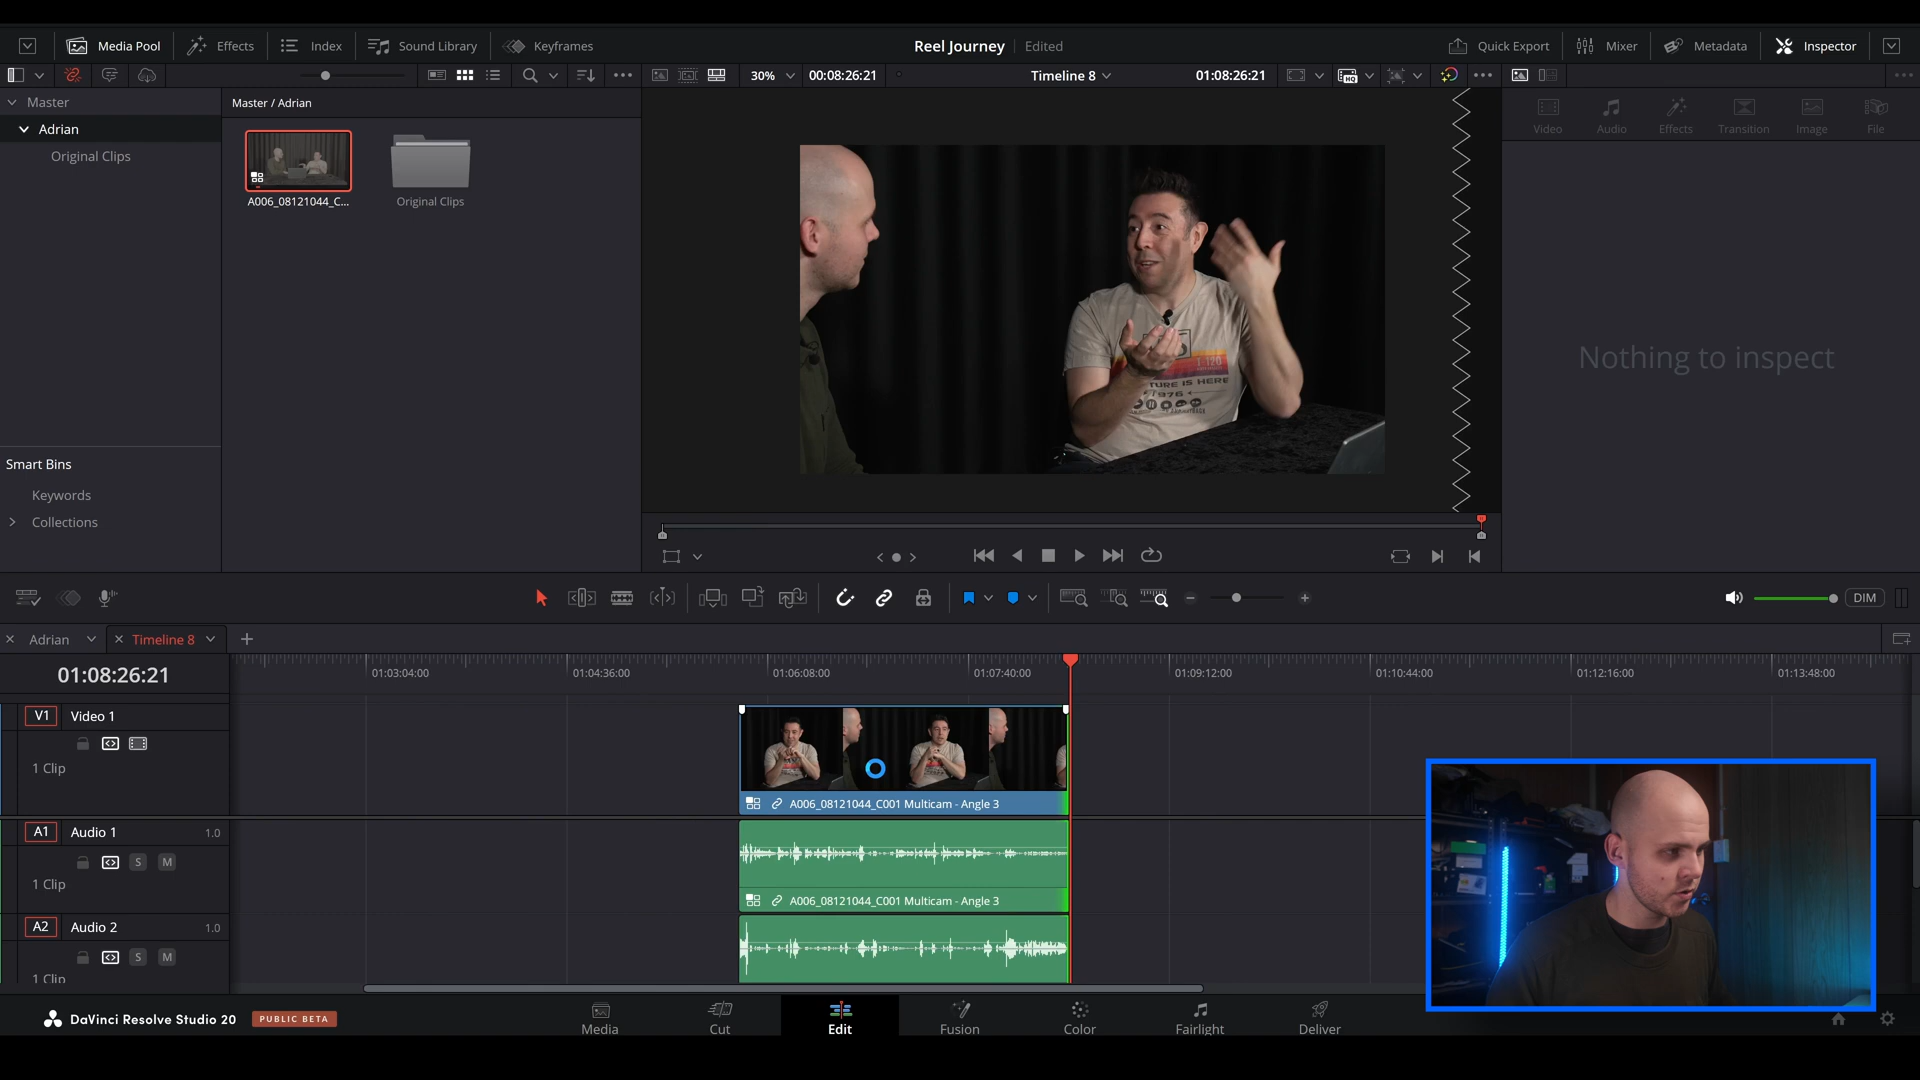 Media Pool Effects Index Sound Library Keyframes Reel Journey Edited Quick Export Mixer Metadata Inspector
30% 00:08:26:21 Timeline 8 01:08:26:21
Master
Master / Adrian
Adrian
Original Clips
A006_08121044_C...
Original Clips
Video Audio Effects Transition Image File
Nothing to inspect
1.120
TURE IS HERE
1976
Smart Bins
Keywords
Collections
DIM
Adrian Timeline 8
01:08:26:21
01:03:04:00 01:04:36:00 01:06:08:00 01:07:40:00 01:09:12:00 01:10:44:00 01:12:16:00 01:13:48:00
V1 Video 1
1 Clip
A006_08121044_C001 Multicam - Angle 3
A1 Audio 1 1.0
S M
1 Clip
A006_08121044_C001 Multicam - Angle 3
A2 Audio 2 1.0
S M
1 Clip
DaVinci Resolve Studio 20 PUBLIC BETA
Media Cut Edit Fusion Color Fairlight Deliver